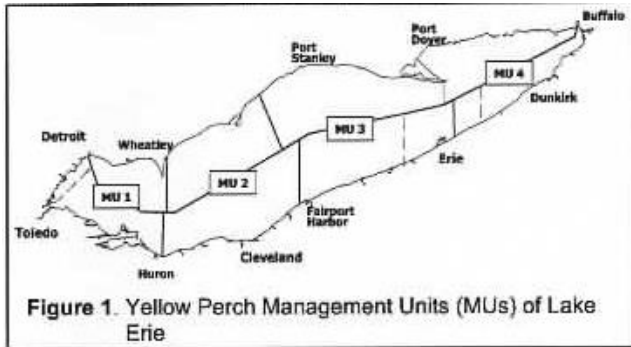 Buffalo
Port
Dover
Port
Stanley
MU 4
Dunkirk
Detroit
Wheatley
MU 3
Erie
MU 2
MU 1
Fairport
Harbor
Toledo
Cleveland
Huron
Figure 1. Yellow Perch Management Units (MUs) of Lake
Erie